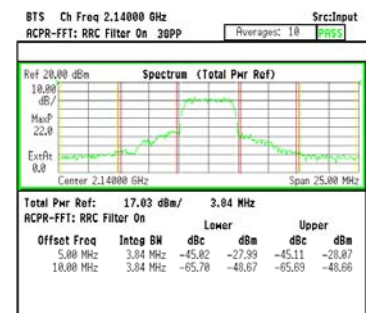 BTS Ch Freq 2.14000 GHz Src:Input
ACPR-FFT: RRC Filter On 3GPP Averages: 10 PASS
Ref 20.00 dBm Spectrum (Total Pwr Ref)
10.00
dB/
MaxP
22.0
ExtAt
0.0
Center 2.14000 GHz Span 25.00 MHz
Total Pwr Ref: 17.03 dBm/ 3.84 MHz
ACPR-FFT: RRC Filter On
Lower Upper
Offset Freq Integ BW dBc dBm dBc dBm
5.00 MHz 3.84 MHz -45.02 -27.99 -45.11 -28.07
10.00 MHz 3.84 MHz -65.70 -48.67 -65.69 -48.66